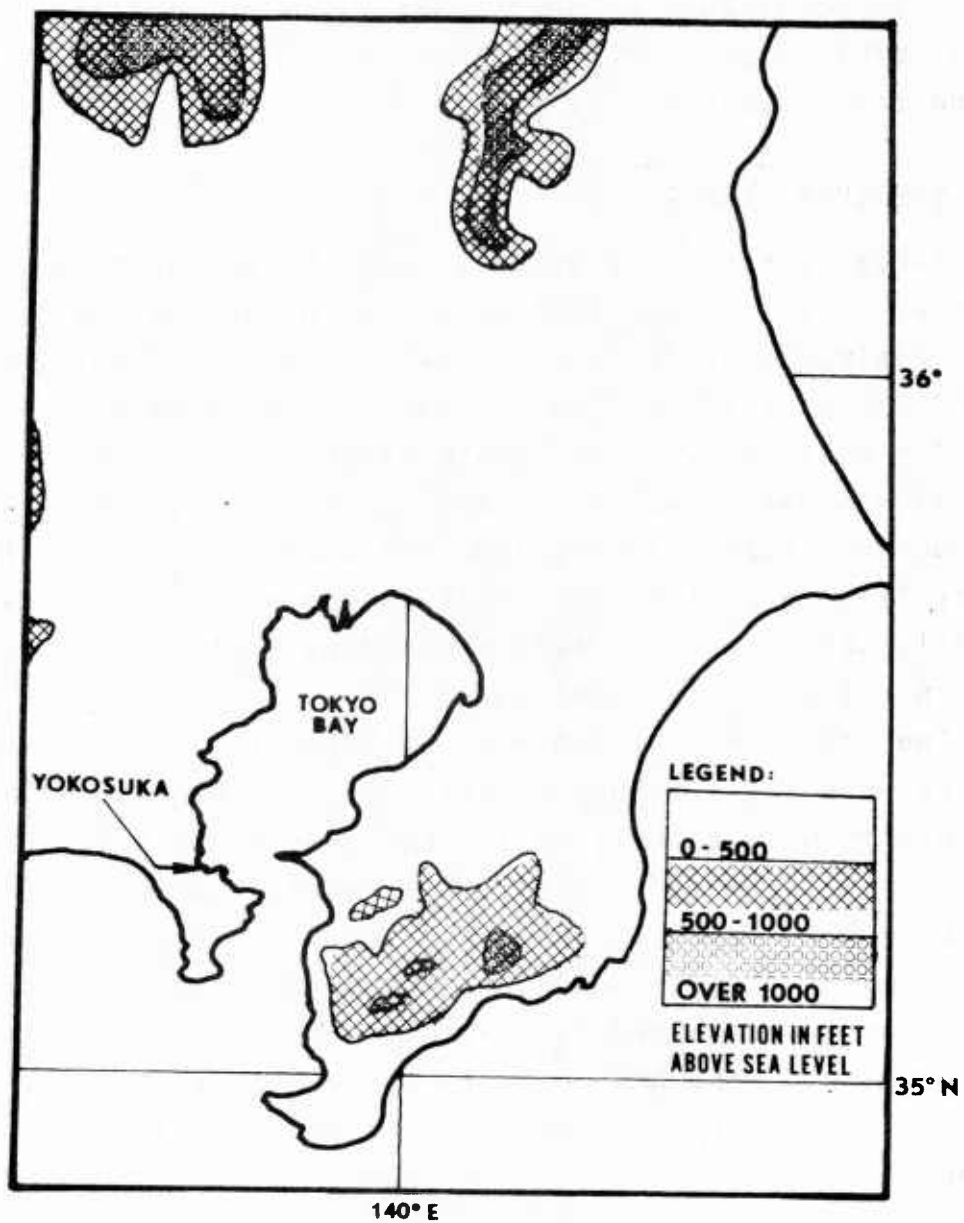 36°
TOKYO
BAY
YOKOSUKA
LEGEND:
0-500
500-1000
OVER 1000
ELEVATION IN FEET
ABOVE SEA LEVEL
35° N
140° E